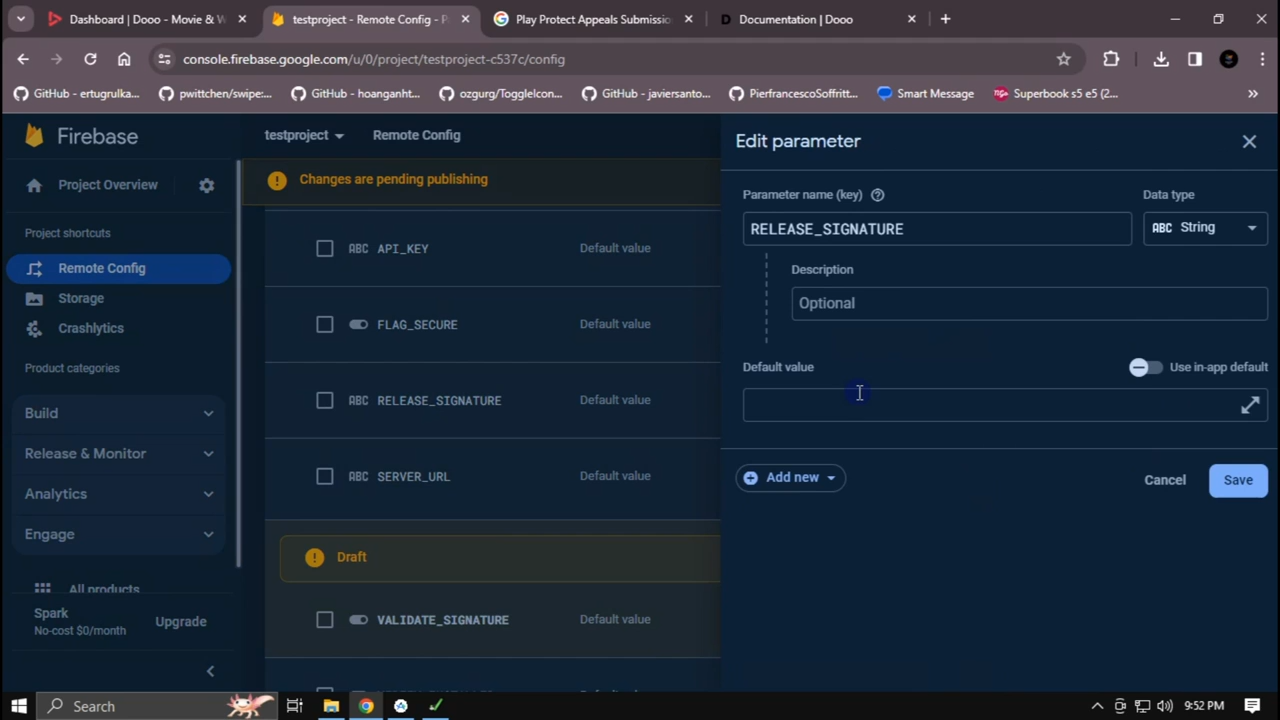 Dashboard | Dooo - Movie & W
testproject - Remote Config - P
Play Protect Appeals Submissio
D Documentation | Dooo
console.firebase.google.com/u/0/project/testproject-c537c/config
GitHub - ertugrulka...
pwittchen/swipe:...
GitHub - hoanganht...
ozgurg/ToggleIcon...
GitHub - javiersanto...
PierfrancescoSoffritt...
Smart Message
Superbook s5 e5 (2...
»
Firebase
testproject
Remote Config
Edit parameter
Project Overview
Changes are pending publishing
Parameter name (key)
Data type
RELEASE_SIGNATURE
ABC String
Project shortcuts
Remote Config
Storage
Crashlytics
ABC API_KEY
Default value
Description
Optional
FLAG_SECURE
Default value
Product categories
Default value
Use in-app default
Build
Release & Monitor
Analytics
Engage
ABC RELEASE_SIGNATURE
Default value
ABC SERVER_URL
Default value
Add new
Cancel
Save
Draft
All products
Spark
No-cost $0/month
Upgrade
VALIDATE_SIGNATURE
Default value
Search
9:52 PM